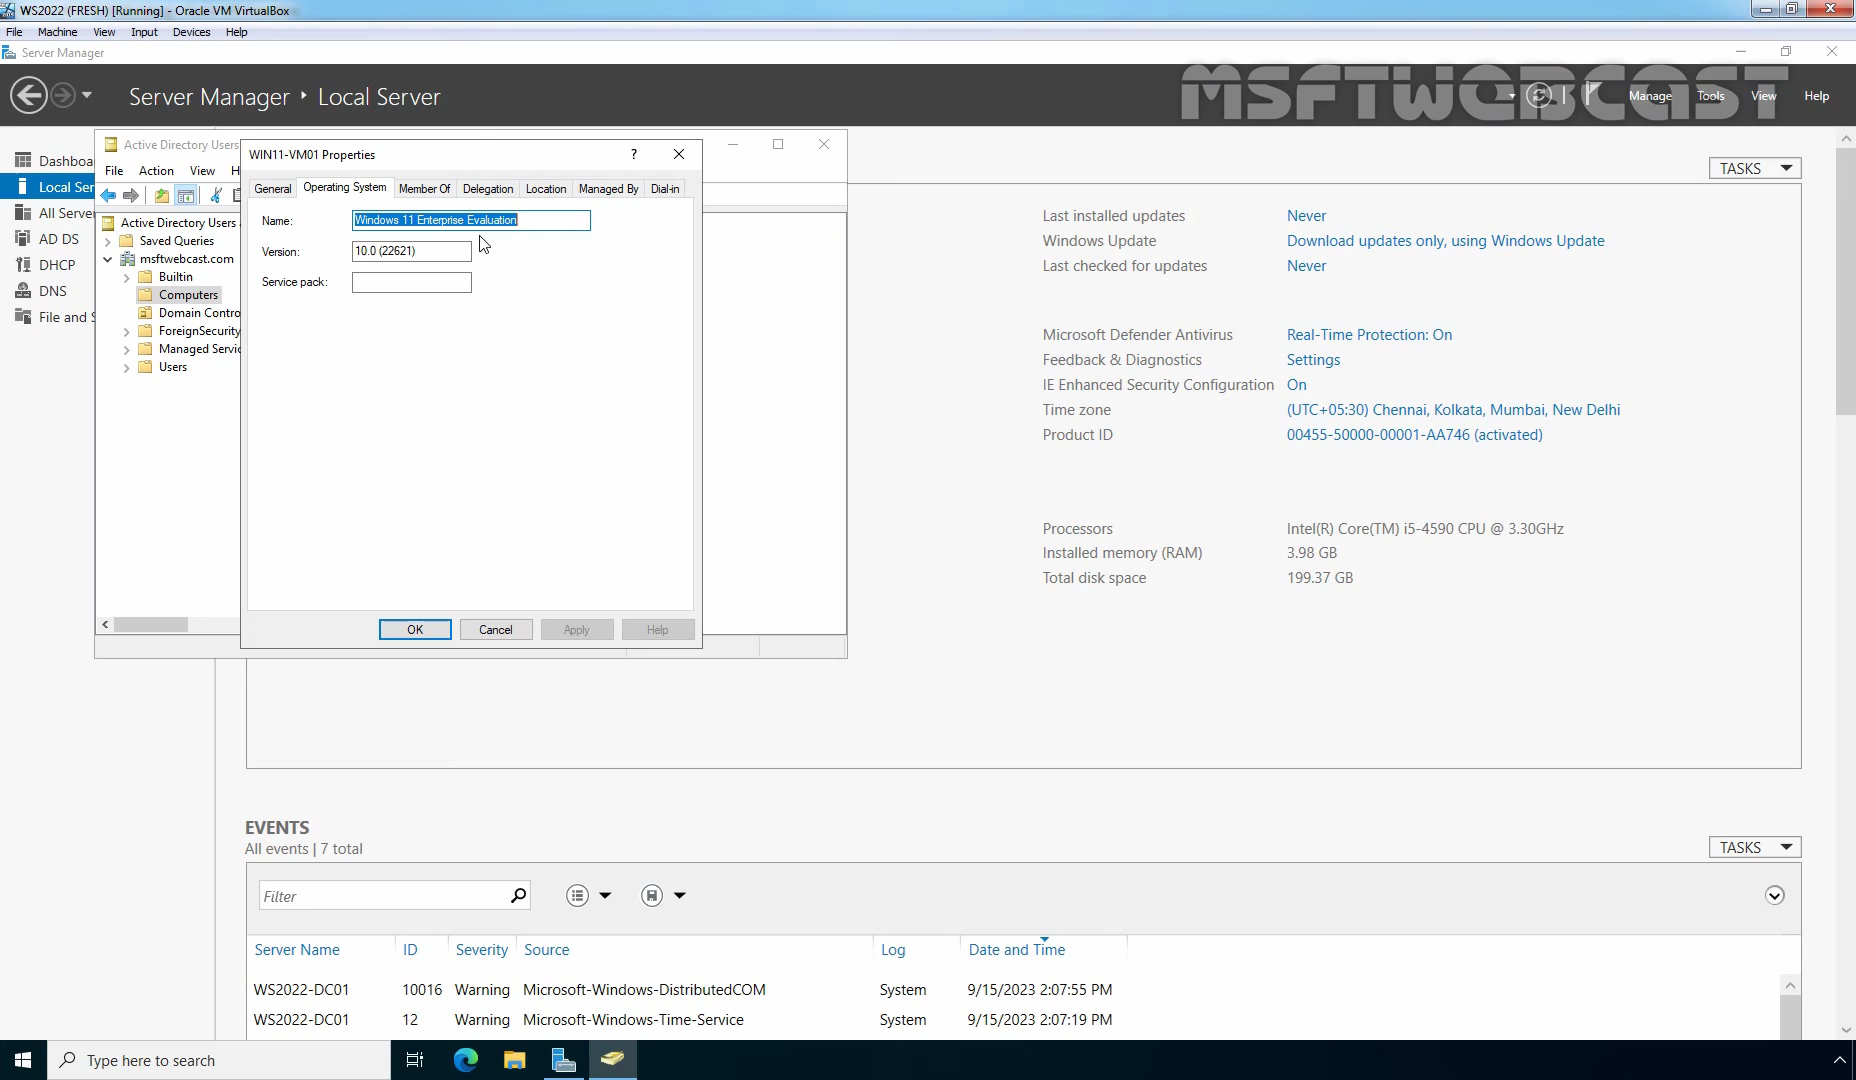 WS2022 (FRESH) [Running] - Oracle VM VirtualBox
File Machine View Input Devices Help
Server Manager
Server Manager ‣ Local Server
MSFTWEBCAST
Manage Tools View Help
Dashboa
Local Ser
All Server
AD DS
DHCP
DNS
File and S
Active Directory Users
File Action View H
Active Directory Users a
Saved Queries
msftwebcast.com
Builtin
Computers
Domain Contro
ForeignSecurity
Managed Servic
Users
WIN11-VM01 Properties
?
General Operating System Member Of Delegation Location Managed By Dial-in
Name: Windows 11 Enterprise Evaluation
Version: 10.0 (22621)
Service pack:
OK Cancel Apply Help
TASKS
Last installed updates Never
Windows Update Download updates only, using Windows Update
Last checked for updates Never
Microsoft Defender Antivirus Real-Time Protection: On
Feedback & Diagnostics Settings
IE Enhanced Security Configuration On
Time zone (UTC+05:30) Chennai, Kolkata, Mumbai, New Delhi
Product ID 00455-50000-00001-AA746 (activated)
Processors Intel(R) Core(TM) i5-4590 CPU @ 3.30GHz
Installed memory (RAM) 3.98 GB
Total disk space 199.37 GB
EVENTS
All events | 7 total
TASKS
Filter
Server Name ID Severity Source Log Date and Time
WS2022-DC01 10016 Warning Microsoft-Windows-DistributedCOM System 9/15/2023 2:07:55 PM
WS2022-DC01 12 Warning Microsoft-Windows-Time-Service System 9/15/2023 2:07:19 PM
Type here to search